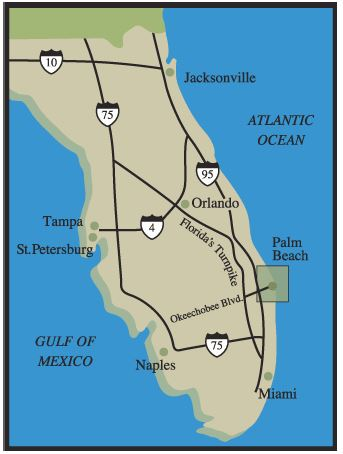 10
Jacksonville
75
ATLANTIC
OCEAN
95
Orlando
Tampa
4
Florida's Turnpike
St.Petersburg
Palm
Beach
Okeechobee Blvd.
GULF OF
MEXICO
75
Naples
Miami